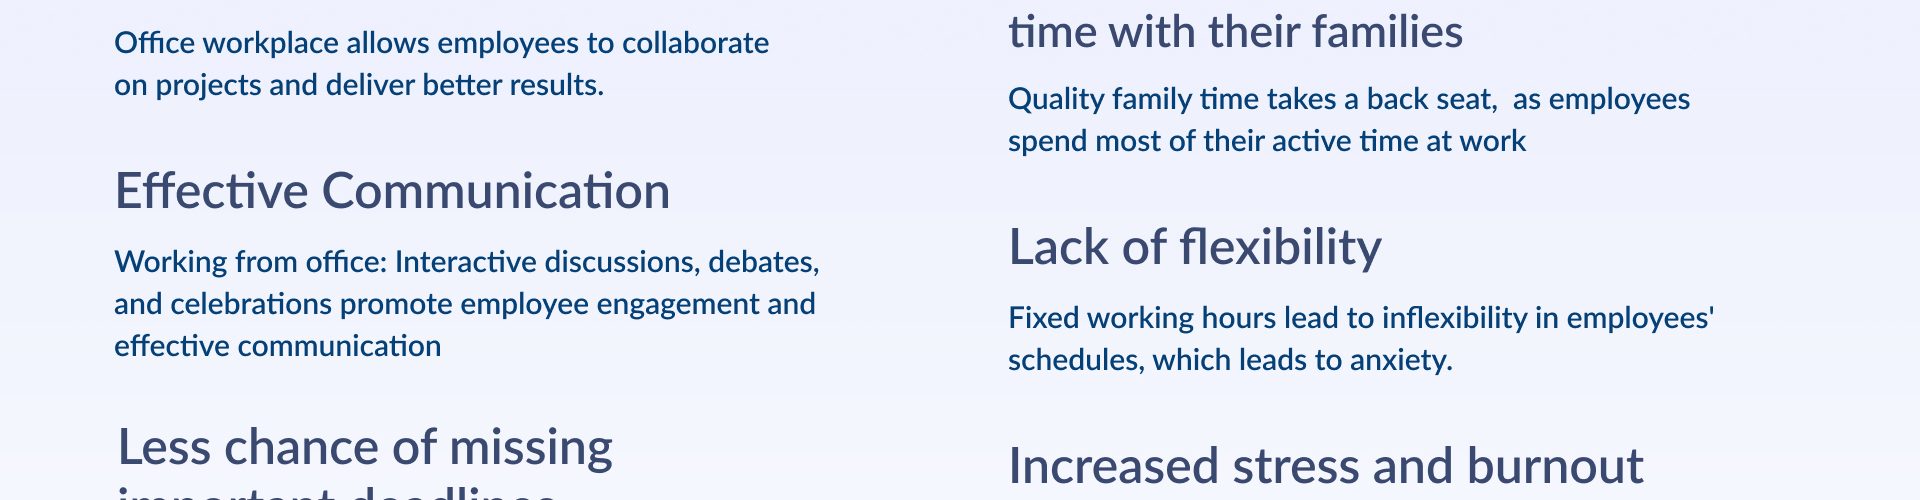 Office workplace allows employees to collaborate
on projects and deliver better results.
Effective Communication
Working from office: Interactive discussions, debates,
and celebrations promote employee engagement and
effective communication
Less chance of missing
important deadlines
time with their families
Quality family time takes a back seat,  as employees
spend most of their active time at work
Lack of flexibility
Fixed working hours lead to inflexibility in employees'
schedules, which leads to anxiety.
Increased stress and burnout